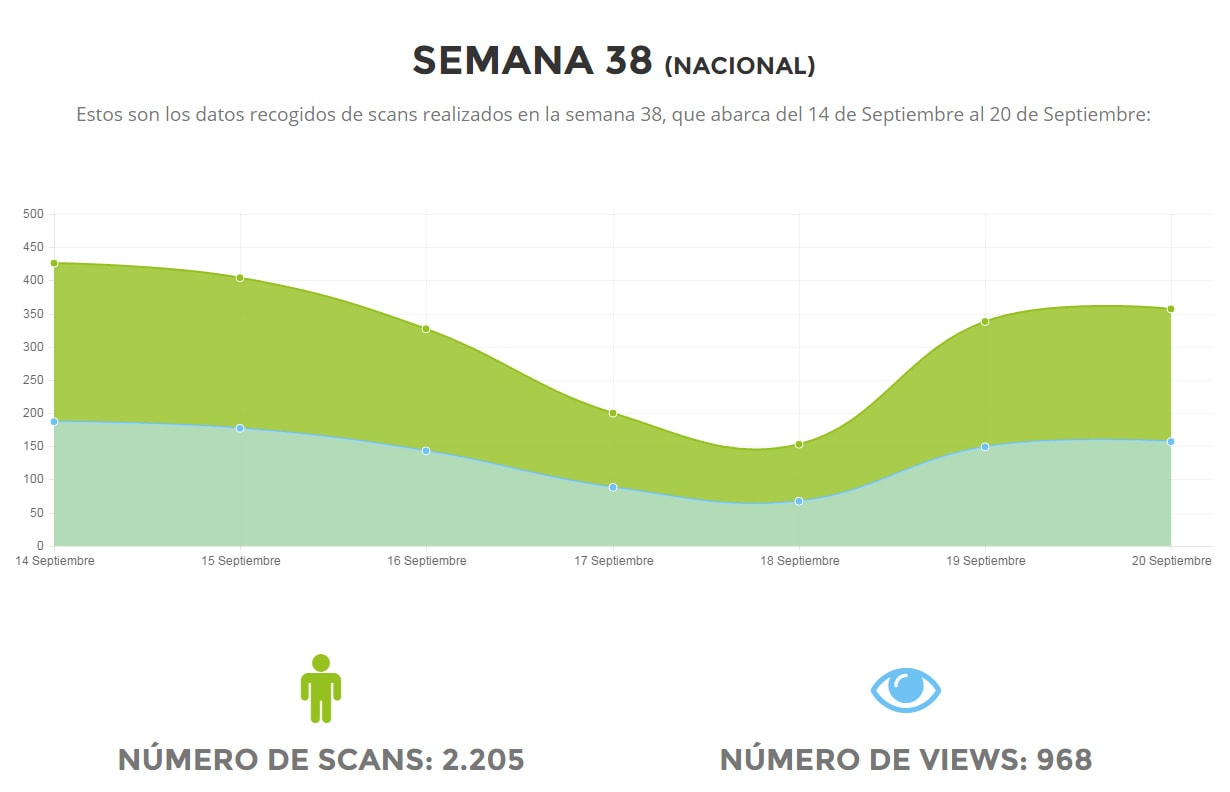 SEMANA 38 (NACIONAL)
Estos son los datos recogidos de scans realizados en la semana 38, que abarca del 14 de Septiembre al 20 de Septiembre:
500
450
400
350
300
250
200
150
100
50
0
14 Septiembre 15 Septiembre 16 Septiembre 17 Septiembre 18 Septiembre 19 Septiembre 20 Septiembre
NÚMERO DE SCANS: 2.205 NÚMERO DE VIEWS: 968